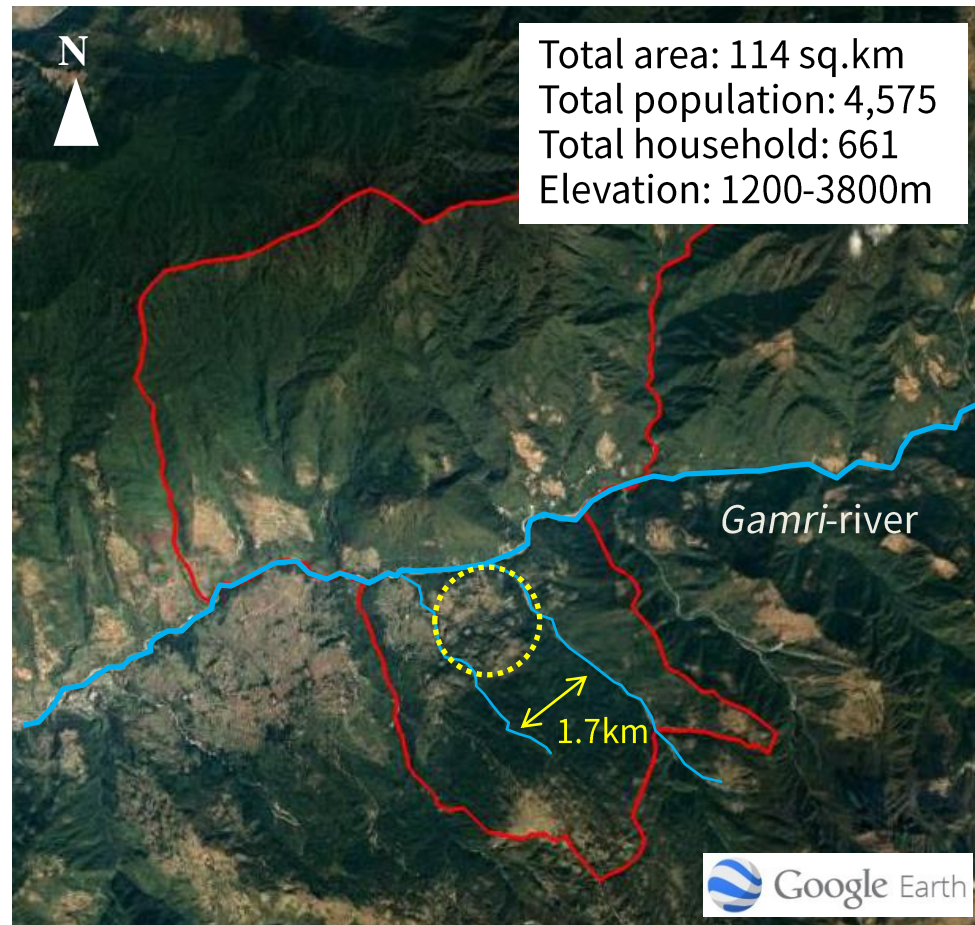 N
Total area: 114 sq.km
Total population: 4,575
Total household: 661
Elevation: 1200-3800m
Gamri-river
1.7km
Google Earth